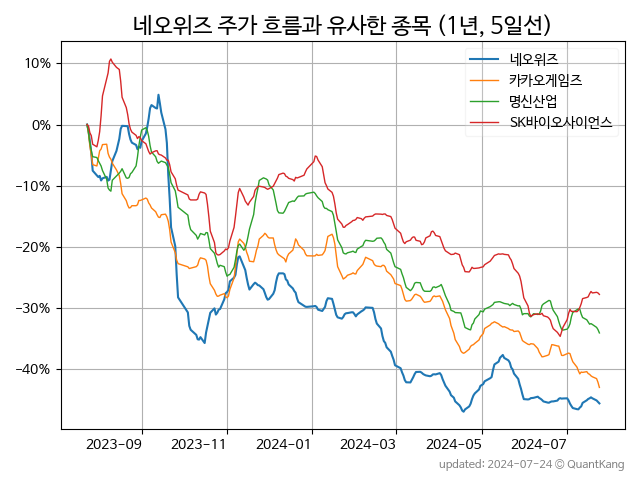 네오위즈 주가 흐름과 유사한 종목 (1년, 5일선)
네오위즈
카카오게임즈
명신산업
SK바이오사이언스
10%
0%
−10%
−20%
−30%
−40%
2023−09
2023−11
2024−01
2024−03
2024−05
2024−07
updated: 2024-07-24 © QuantKang